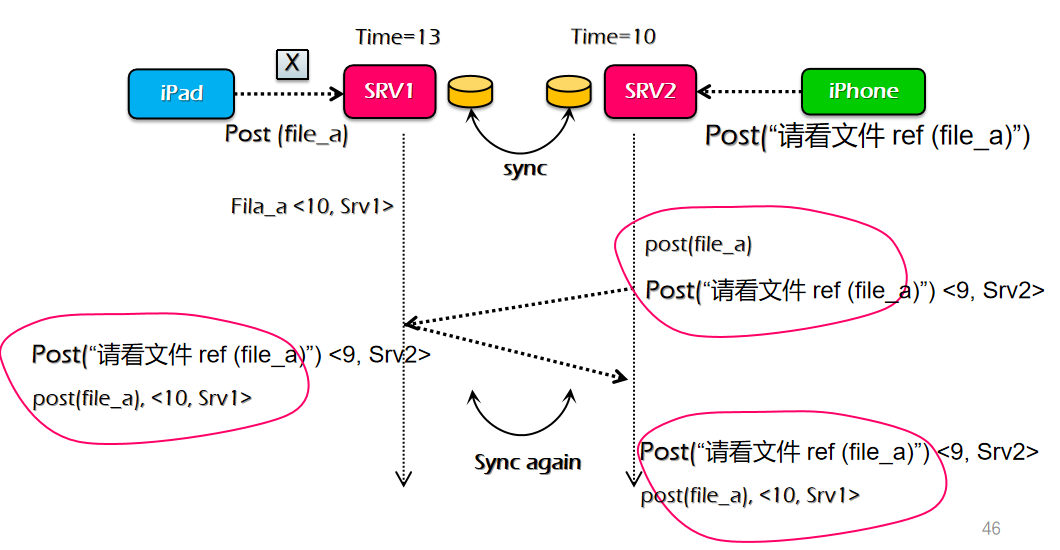 Time=13
Time=10
X
iPad
SRV1
SRV2
iPhone
Post (file_a)
Post(“请看文件 ref (file_a)”)
sync
Fila_a <10, Srv1>
post(file_a)
Post(“请看文件 ref (file_a)”) <9, Srv2>
Post(“请看文件 ref (file_a)”) <9, Srv2>
post(file_a), <10, Srv1>
Sync again
Post(“请看文件 ref (file_a)”) <9, Srv2>
post(file_a), <10, Srv1>
46